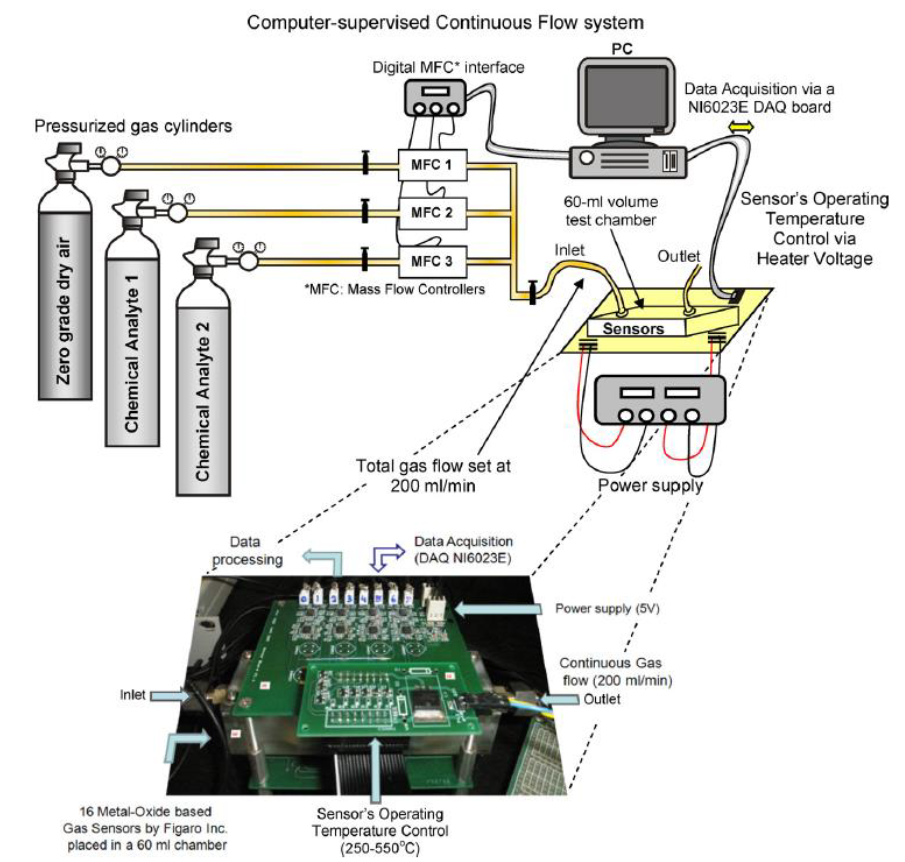 Computer-supervised Continuous Flow system
PC
Digital MFC* interface
Data Acquisition via a
NI6023E DAQ board
Pressurized gas cylinders
MFC 1
MFC 2
MFC 3
*MFC: Mass Flow Controllers
60-ml volume
test chamber
Sensor's Operating
Temperature
Control via
Heater Voltage
Inlet
Outlet
Sensors
Zero grade dry air
Chemical Analyte 1
Chemical Analyte 2
Total gas flow set at
200 ml/min
Power supply
Data
processing
Data Acquisition
(DAQ NI6023E)
Power supply (5V)
Continuous Gas
flow (200 ml/min)
Outlet
Inlet
16 Metal-Oxide based
Gas Sensors by Figaro Inc.
placed in a 60 ml chamber
Sensor's Operating
Temperature Control
(250-550°C)